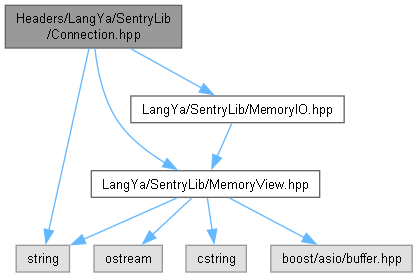 Headers/LangYa/SentryLib
/Connection.hpp
LangYa/SentryLib/MemoryIO.hpp
LangYa/SentryLib/MemoryView.hpp
string
ostream
cstring
boost/asio/buffer.hpp